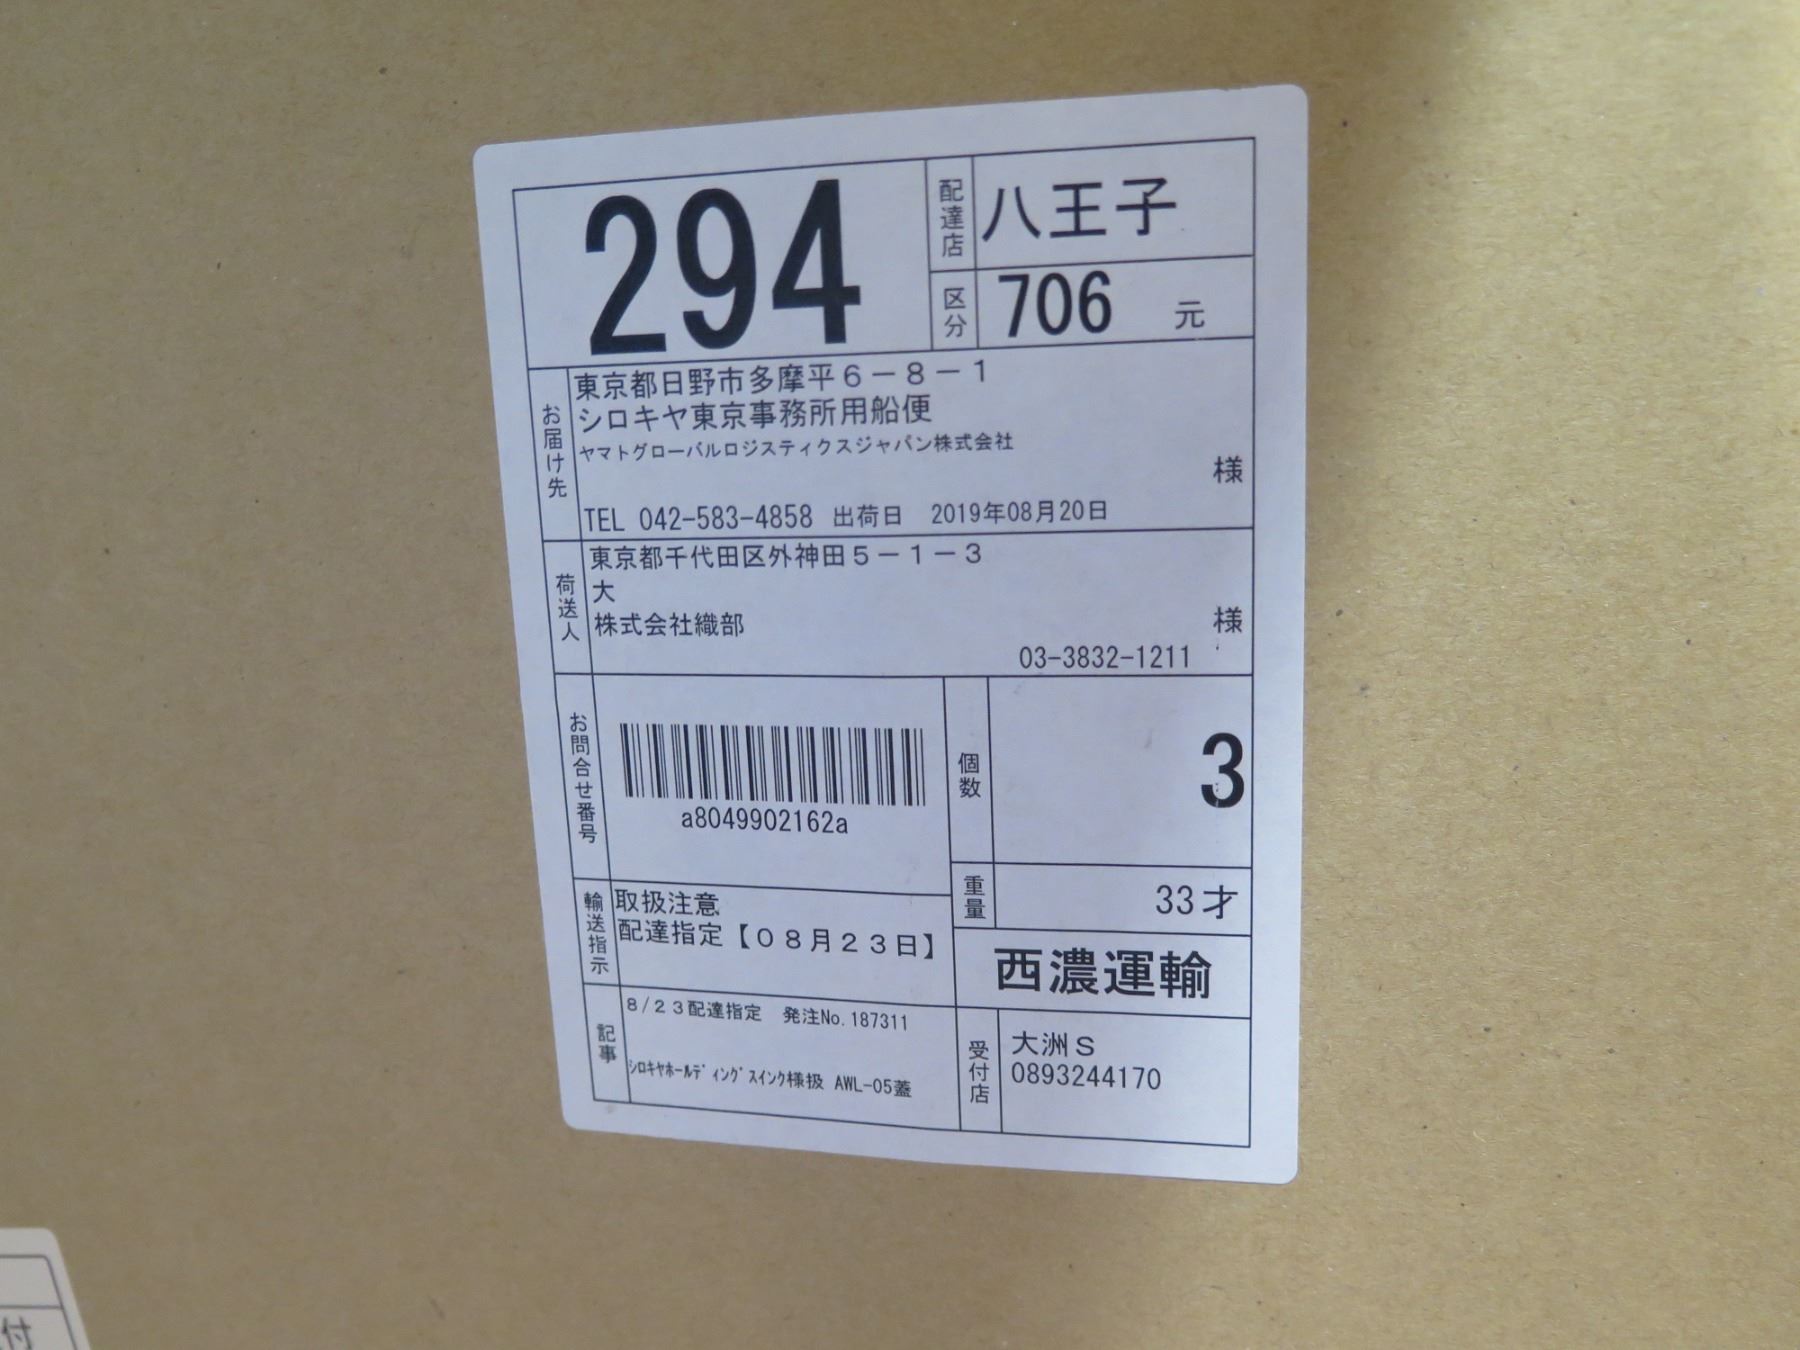 294
配達店
八王子
区分
706 元
お届け先
東京都日野市多摩平6-8-1
シロキヤ東京事務所用船便
ヤマトグローバルロジスティクスジャパン株式会社
様
TEL 042-583-4858 出荷日 2019年08月20日
荷送人
東京都千代田区外神田5-1-3
大
株式会社織部
様
03-3832-1211
お問合せ番号
a8049902162a
個数
3
重量
33才
輸送指示
取扱注意
配達指定【08月23日】
西濃運輸
記事
8/23配達指定 発注No.187311
シロキヤホールディングスインク様扱 AWL-05蓋
受付店
大洲S
0893244170
付